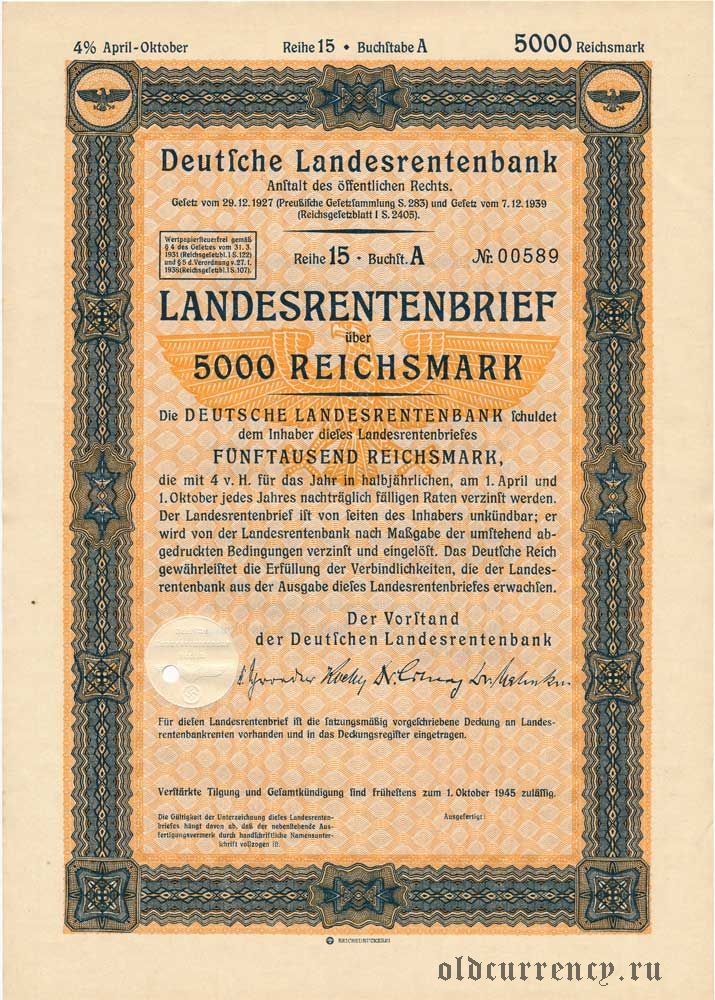 4% April-Oktober Reihe 15 • Buchſtabe A 5000 Reichsmark
Deutſche Landesrentenbank
Anſtalt des öffentlichen Rechts.
Geſetz vom 29.12.1927 (Preußiſche Geſetzſammlung S. 283) und Geſetz vom 7.12.1939
(Reichsgeſetzblatt I S. 2405).
Wertpapierſteuerfrei gemäß
§ 4 des Geſetzes vom 31.3.
1931 (Reichsgeſetzbl. I S. 122)
und § 5 d. Verordnung v. 27.1.
1936 (Reichsgeſetzbl. I S. 107).
Reihe 15 • Buchſt. A № 00589
LANDESRENTENBRIEF
über
5000 REICHSMARK
Die DEUTSCHE LANDESRENTENBANK ſchuldet
dem Inhaber dieſes Landesrentenbriefes
FÜNFTAUSEND REICHSMARK,
die mit 4 v. H. für das Jahr in halbjährlichen, am 1. April und
1. Oktober jedes Jahres nachträglich fälligen Raten verzinſt werden.
Der Landesrentenbrief iſt von ſeiten des Inhabers unkündbar; er
wird von der Landesrentenbank nach Maßgabe der umſtehend ab-
gedruckten Bedingungen verzinſt und eingelöſt. Das Deutſche Reich
gewährleiſtet die Erfüllung der Verbindlichkeiten, die der Landes-
rentenbank aus der Ausgabe dieſes Landesrentenbriefes erwachſen.
Der Vorſtand
der Deutſchen Landesrentenbank
Für dieſen Landesrentenbrief iſt die ſatzungsmäßig vorgeſchriebene Deckung an Landes-
rentenbankrenten vorhanden und in das Deckungsregiſter eingetragen.
Verſtärkte Tilgung und Geſamtkündigung ſind früheſtens zum 1. Oktober 1945 zuläſſig.
Die Gültigkeit der Unterzeichnung dieſes Landesrenten-
briefes hängt davon ab, daß der nebenſtehende Aus-
fertigungsvermerk durch handſchriftliche Namensunter-
ſchrift vollzogen iſt.
Ausgefertigt:
REICHSDRUCKEREI
oldcurrency.ru